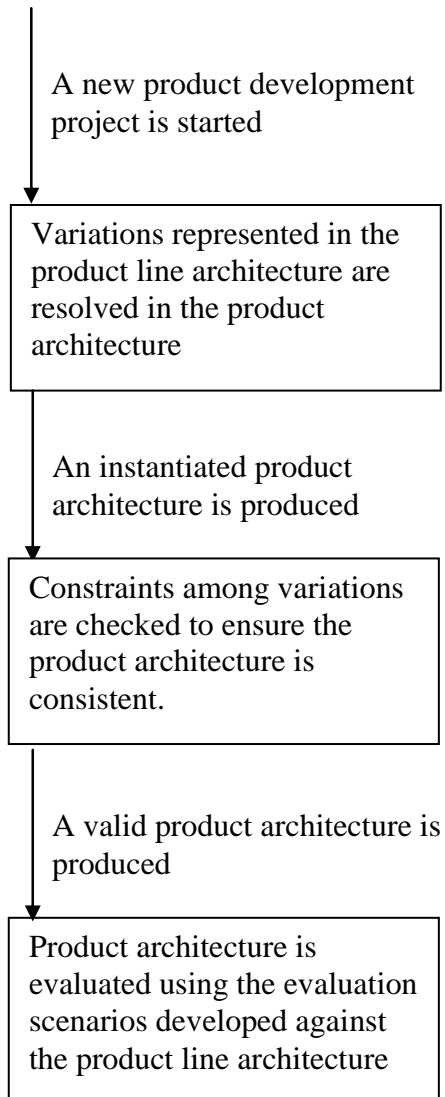 A new product development
project is started
Variations represented in the
product line architecture are
resolved in the product
architecture
An instantiated product
architecture is produced
Constraints among variations
are checked to ensure the
product architecture is
consistent.
A valid product architecture is
produced
Product architecture is
evaluated using the evaluation
scenarios developed against
the product line architecture